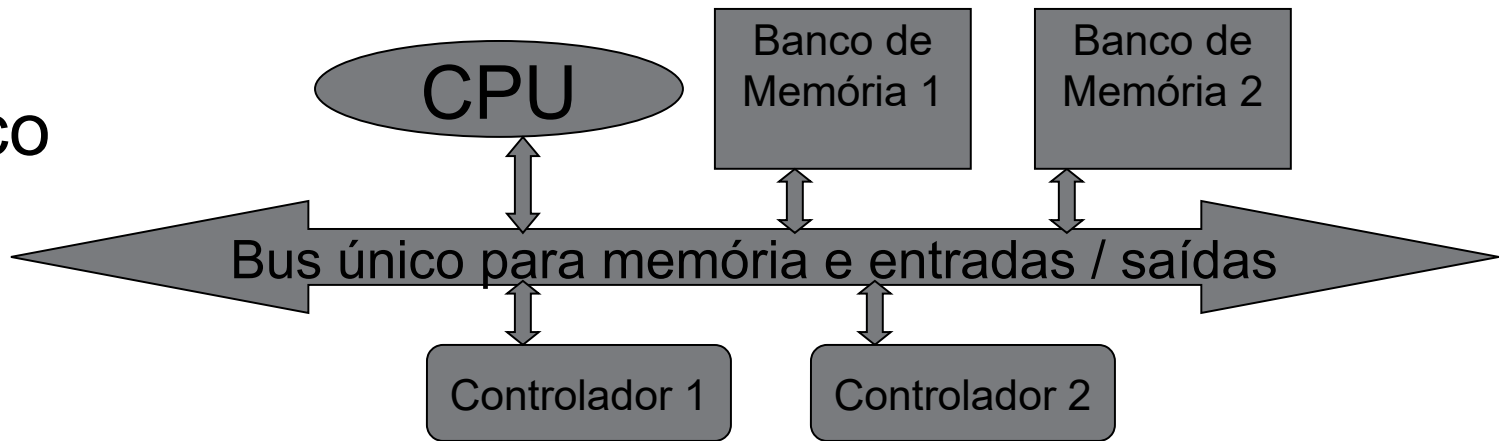 CPU
Banco de
Memória 1
Banco de
Memória 2
co
Bus único para memória e entradas / saídas
Controlador 1
Controlador 2